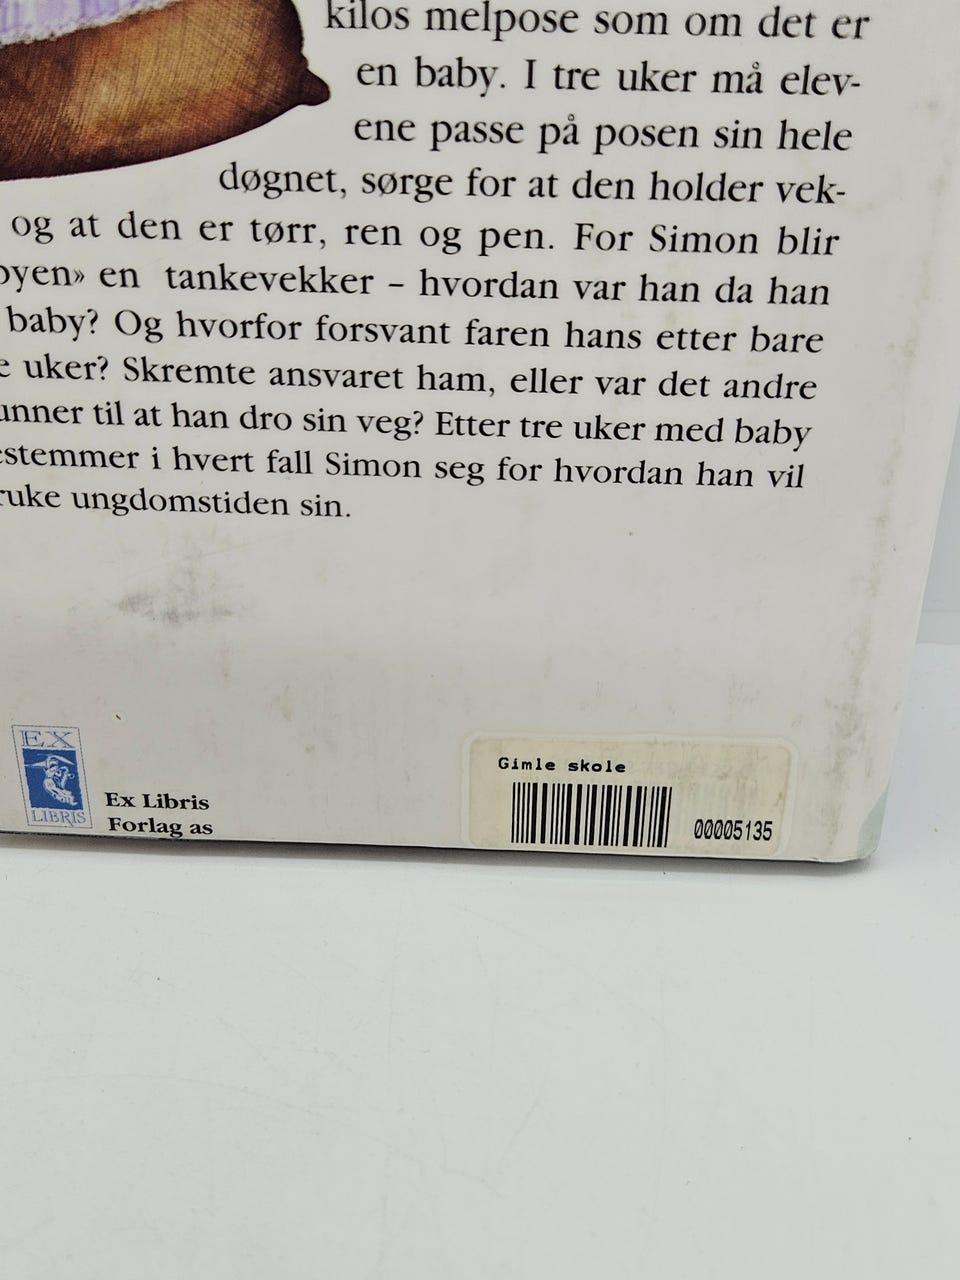 kilos melpose som om det er
en baby. I tre uker må elev-
ene passe på posen sin hele
døgnet, sørge for at den holder vek-
og at den er tørr, ren og pen. For Simon blir
en tankevekker – hvordan var han da han
baby? Og hvorfor forsvant faren hans etter bare
uker? Skremte ansvaret ham, eller var det andre
til at han dro sin veg? Etter tre uker med baby
i hvert fall Simon seg for hvordan han vil
ungdomstiden sin.
EX
LIBRIS
Ex Libris
Forlag as
Gimle skole
00005135